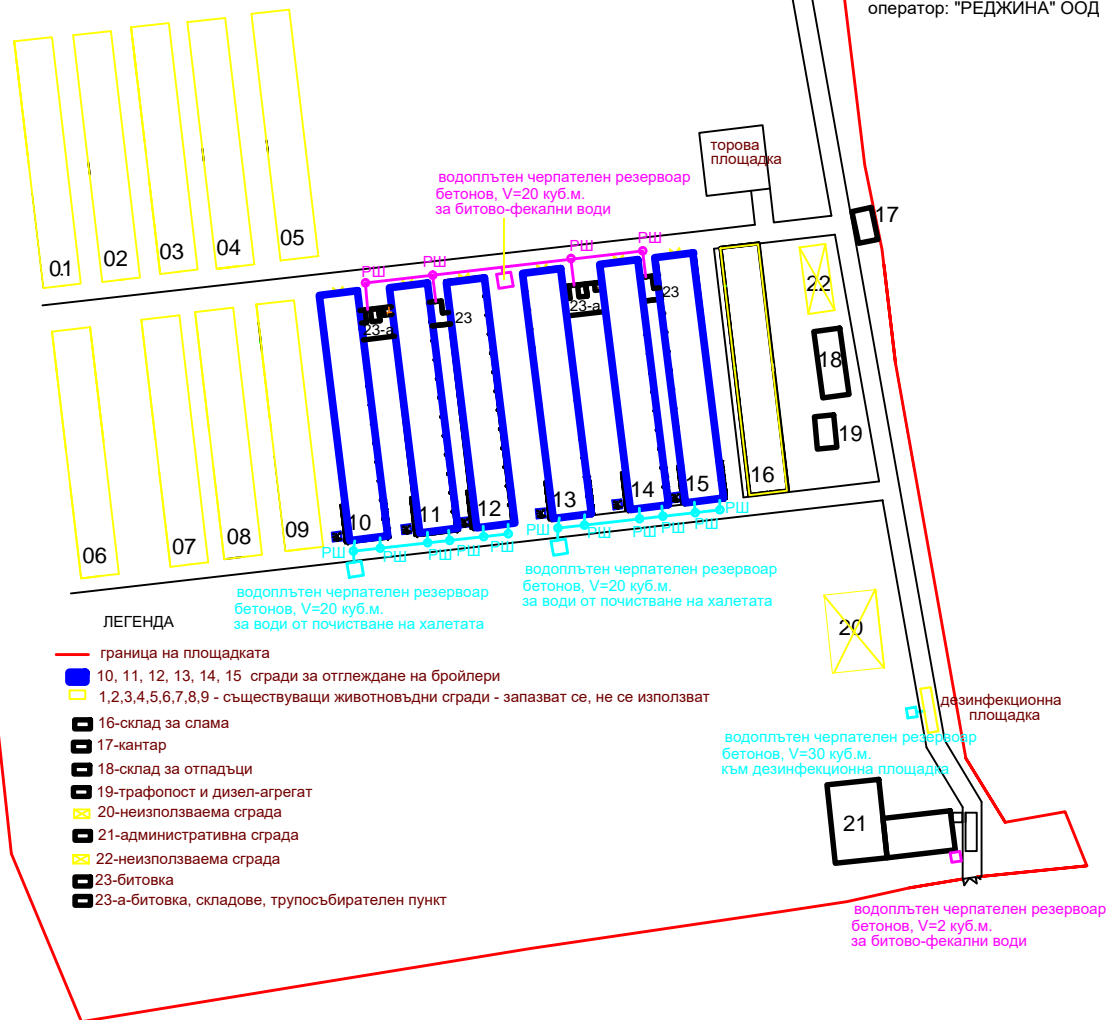 оператор: "РЕДЖИНА" ООД
торова
площадка
водоплътен черпателен резервоар
бетонов, V=20 куб.м.
за битово-фекални води
17
01
02
03
04
05
РШ
РШ
РШ
РШ
22
23-а
23
23-а
23
18
19
16
06
07
08
09
10
11
12
13
14
15
РШ
РШ
РШ
РШ
РШ
РШ
РШ
РШ
водоплътен черпателен резервоар
бетонов, V=20 куб.м.
за води от почистване на халетата
водоплътен черпателен резервоар
бетонов, V=20 куб.м.
за води от почистване на халетата
20
ЛЕГЕНДА
граница на площадката
10, 11, 12, 13, 14, 15 сгради за отглеждане на бройлери
1,2,3,4,5,6,7,8,9 - съществуващи животновъдни сгради - запазват се, не се използват
16-склад за слама
17-кантар
18-склад за отпадъци
19-трафопост и дизел-агрегат
20-неизползваема сграда
21-административна сграда
22-неизползваема сграда
23-битовка
23-а-битовка, складове, трупосъбирателен пункт
дезинфекционна
площадка
водоплътен черпателен резервоар
бетонов, V=30 куб.м.
към дезинфекционна площадка
21
водоплътен черпателен резервоар
бетонов, V=2 куб.м.
за битово-фекални води